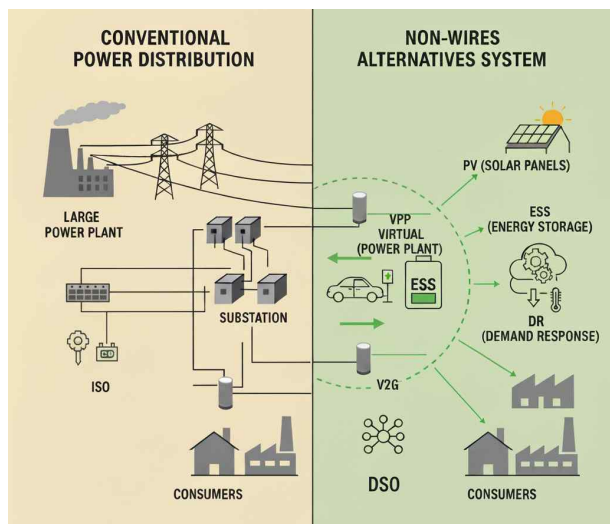 CONVENTIONAL
POWER DISTRIBUTION
LARGE
POWER PLANT
SUBSTATION
ISO
CONSUMERS
NON-WIRES
ALTERNATIVES SYSTEM
PV (SOLAR PANELS)
VPP
VIRTUAL
(POWER PLANT)
ESS
(ENERGY STORAGE)
ESS
DR
(DEMAND RESPONSE)
V2G
DSO
CONSUMERS